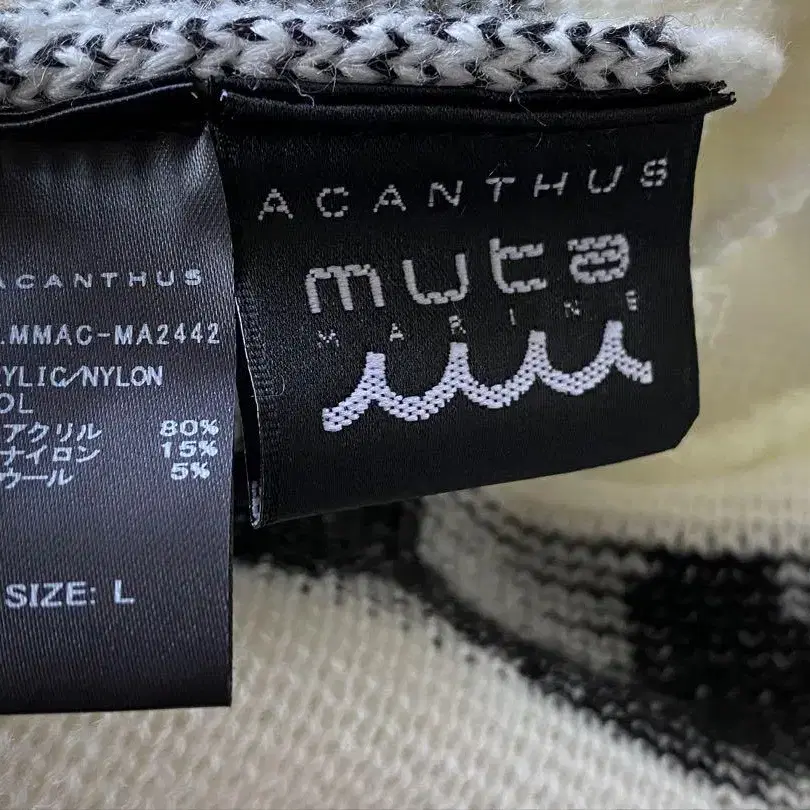 ACANTHUS
.MMAC-MA2442
YLIC/NYLON
OL
アクリル 80%
ナイロン 15%
ウール 5%
SIZE: L
ACANTHUS
muta
MARINE